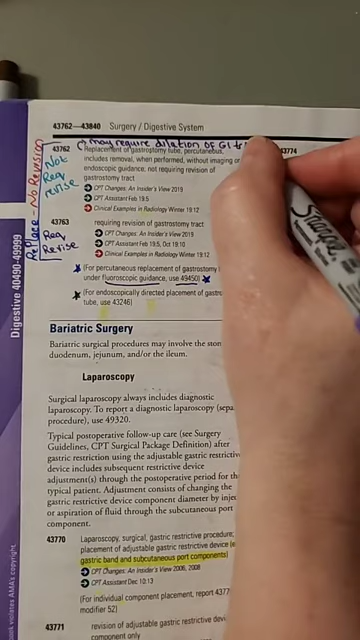 43762—43840 Surgery / Digestive System
may require dilation of GI
43762 Replacement of gastrostomy tube, percutaneous,
includes removal, when performed, without imaging or
endoscopic guidance; not requiring revision of
gastrostomy tract
CPT Changes: An Insider's View 2019
CPT Assistant Feb 19:5
Clinical Examples in Radiology Winter 19:12
43763 requiring revision of gastrostomy tract
CPT Changes: An Insider's View 2019
CPT Assistant Feb 19:5, Oct 19:10
Clinical Examples in Radiology Winter 19:12
(For percutaneous replacement of gastrostomy
under fluoroscopic guidance, use 49450)
(For endoscopically directed placement of
tube, use 43246)
Bariatric Surgery
Bariatric surgical procedures may involve the
duodenum, jejunum, and/or the ileum.
Laparoscopy
Surgical laparoscopy always includes diagnostic
laparoscopy. To report a diagnostic laparoscopy
procedure), use 49320.
Typical postoperative follow-up care (see Surgery
Guidelines, CPT Surgical Package Definition) after
gastric restriction using the adjustable gastric restrictive
device includes subsequent restrictive device
adjustment(s) through the postoperative period for the
typical patient. Adjustment consists of changing the
gastric restrictive device component diameter by
or aspiration of fluid through the subcutaneous port
component.
43770 Laparoscopy, surgical, gastric restrictive procedure;
placement of adjustable gastric restrictive device
gastric band and subcutaneous port components)
CPT Changes: An Insider's View 2006, 2008
CPT Assistant Dec 10:13
(For individual component placement, report
modifier 52)
43771 revision of adjustable gastric restrictive
component only
43774
Replace - No Revision
Not
Req
revise
Req
Revise
Digestive 40490-49999
book violates AMA's copyright.
Sharpie